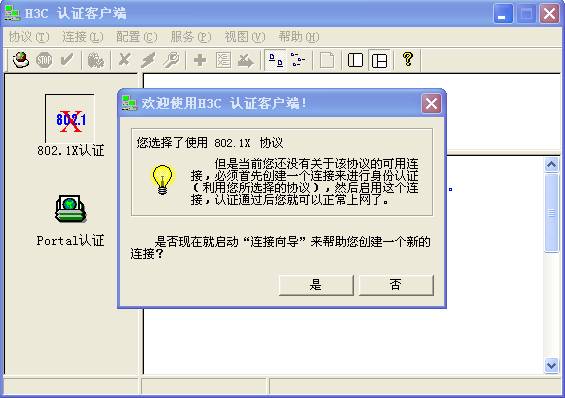 H3C 认证客户端
协议(T) 连接(L) 配置(C) 服务(P) 视图(V) 帮助(H)
STOP
802.1
802.1X认证
Portal认证
欢迎使用H3C 认证客户端!
您选择了使用 802.1X 协议
但是当前您还没有关于该协议的可用连
接，必须首先创建一个连接来进行身份认证
(利用您所选择的协议)，然后启用这个连
接，认证通过后您就可以正常上网了。
是否现在就启动“连接向导”来帮助您创建一个新的
连接?
是 否